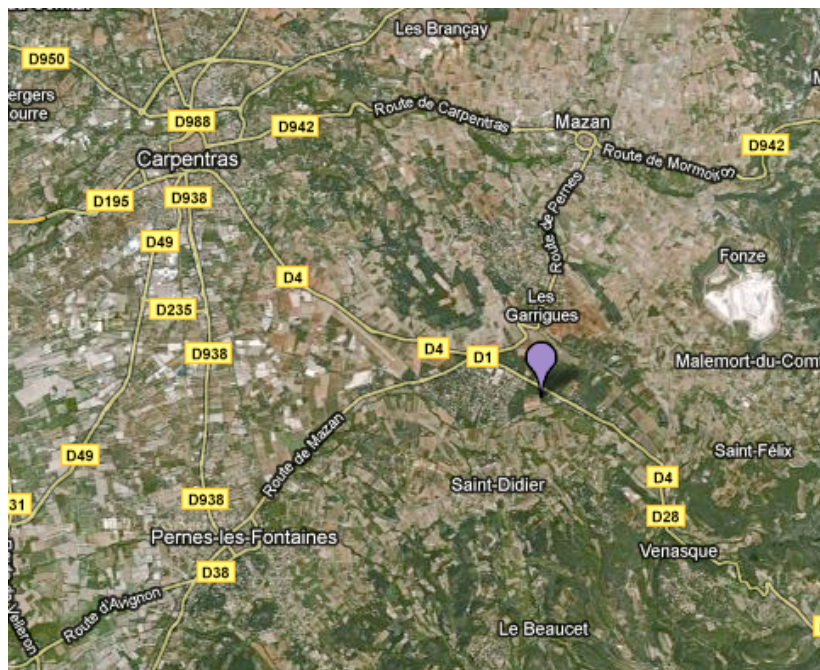 Les Brançay
D950
ergers
ourre
D988
D942
Route de Carpentras
Mazan
D942
Carpentras
Route de Mormoir
D195
D938
D49
Route de Pernes
Fonze
D4
Les
Garrigues
D235
D4
D1
D938
Malemort-du-Com
Route de Mazan
D49
Saint-Félix
D4
Saint-Didier
31
D938
D28
Pernes-les-Fontaines
Venasque
D38
Route d'Avignon
Velleron
Le Beaucet